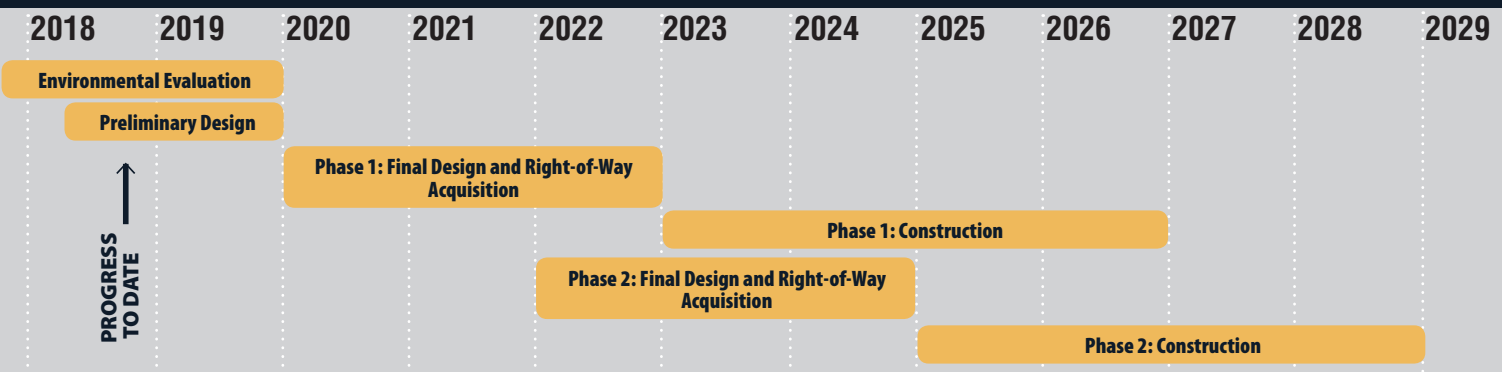 2018 2019 2020 2021 2022 2023 2024 2025 2026 2027 2028 2029
Environmental Evaluation
Preliminary Design
Phase 1: Final Design and Right-of-Way
Acquisition
Phase 1: Construction
PROGRESS
TO DATE
Phase 2: Final Design and Right-of-Way
Acquisition
Phase 2: Construction